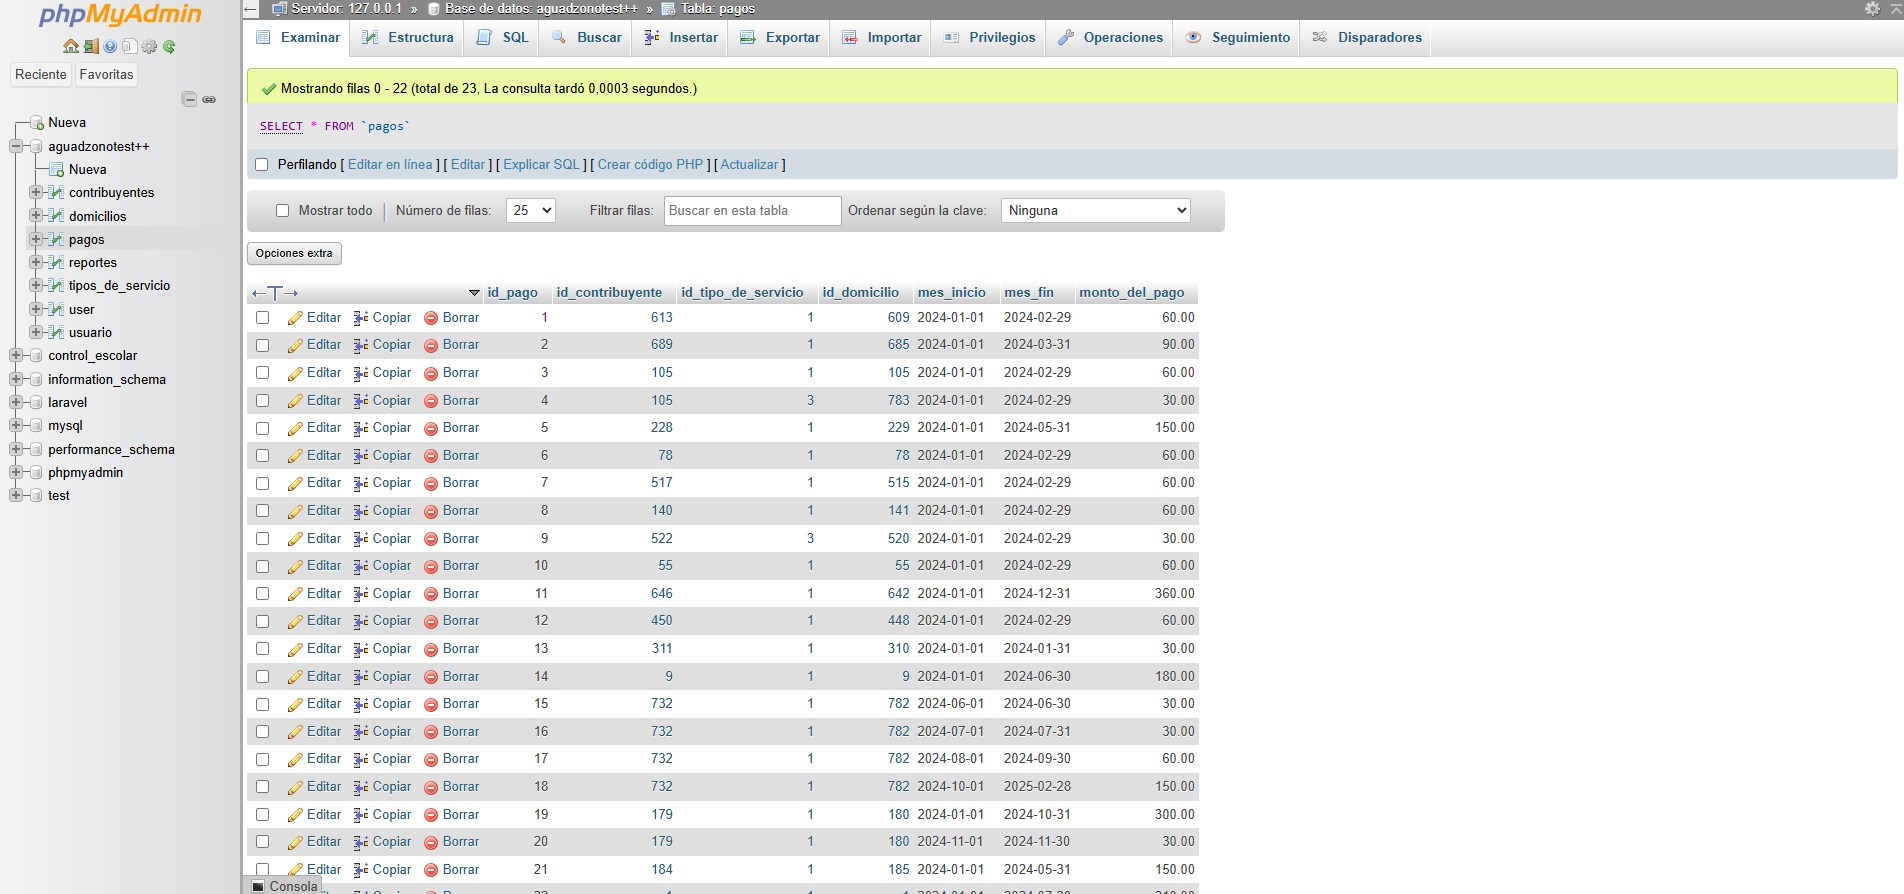 phpMyAdmin
Reciente Favoritas
Nueva
aguadzonotest++
Nueva
contribuyentes
domicilios
pagos
reportes
tipos_de_servicio
user
usuario
control_escolar
information_schema
laravel
mysql
performance_schema
phpmyadmin
test
Servidor: 127.0.0.1 » Base de datos: aguadzonotest++ » Tabla: pagos
Examinar Estructura SQL Buscar Insertar Exportar Importar Privilegios Operaciones Seguimiento Disparadores
Mostrando filas 0 - 22 (total de 23, La consulta tardó 0,0003 segundos.)
SELECT * FROM `pagos`
Perfilando [ Editar en línea ] [ Editar ] [ Explicar SQL ] [ Crear código PHP ] [ Actualizar ]
Mostrar todo Número de filas: 25 Filtrar filas: Buscar en esta tabla Ordenar según la clave: Ninguna
Opciones extra
←T→ id_pago id_contribuyente id_tipo_de_servicio id_domicilio mes_inicio mes_fin monto_del_pago
Editar Copiar Borrar 1 613 1 609 2024-01-01 2024-02-29 60.00
Editar Copiar Borrar 2 689 1 685 2024-01-01 2024-03-31 90.00
Editar Copiar Borrar 3 105 1 105 2024-01-01 2024-02-29 60.00
Editar Copiar Borrar 4 105 3 783 2024-01-01 2024-02-29 30.00
Editar Copiar Borrar 5 228 1 229 2024-01-01 2024-05-31 150.00
Editar Copiar Borrar 6 78 1 78 2024-01-01 2024-02-29 60.00
Editar Copiar Borrar 7 517 1 515 2024-01-01 2024-02-29 60.00
Editar Copiar Borrar 8 140 1 141 2024-01-01 2024-02-29 60.00
Editar Copiar Borrar 9 522 3 520 2024-01-01 2024-02-29 30.00
Editar Copiar Borrar 10 55 1 55 2024-01-01 2024-02-29 60.00
Editar Copiar Borrar 11 646 1 642 2024-01-01 2024-12-31 360.00
Editar Copiar Borrar 12 450 1 448 2024-01-01 2024-02-29 60.00
Editar Copiar Borrar 13 311 1 310 2024-01-01 2024-01-31 30.00
Editar Copiar Borrar 14 9 1 9 2024-01-01 2024-06-30 180.00
Editar Copiar Borrar 15 732 1 782 2024-06-01 2024-06-30 30.00
Editar Copiar Borrar 16 732 1 782 2024-07-01 2024-07-31 30.00
Editar Copiar Borrar 17 732 1 782 2024-08-01 2024-09-30 60.00
Editar Copiar Borrar 18 732 1 782 2024-10-01 2025-02-28 150.00
Editar Copiar Borrar 19 179 1 180 2024-01-01 2024-10-31 300.00
Editar Copiar Borrar 20 179 1 180 2024-11-01 2024-11-30 30.00
Editar Copiar Borrar 21 184 1 185 2024-01-01 2024-05-31 150.00
Consola